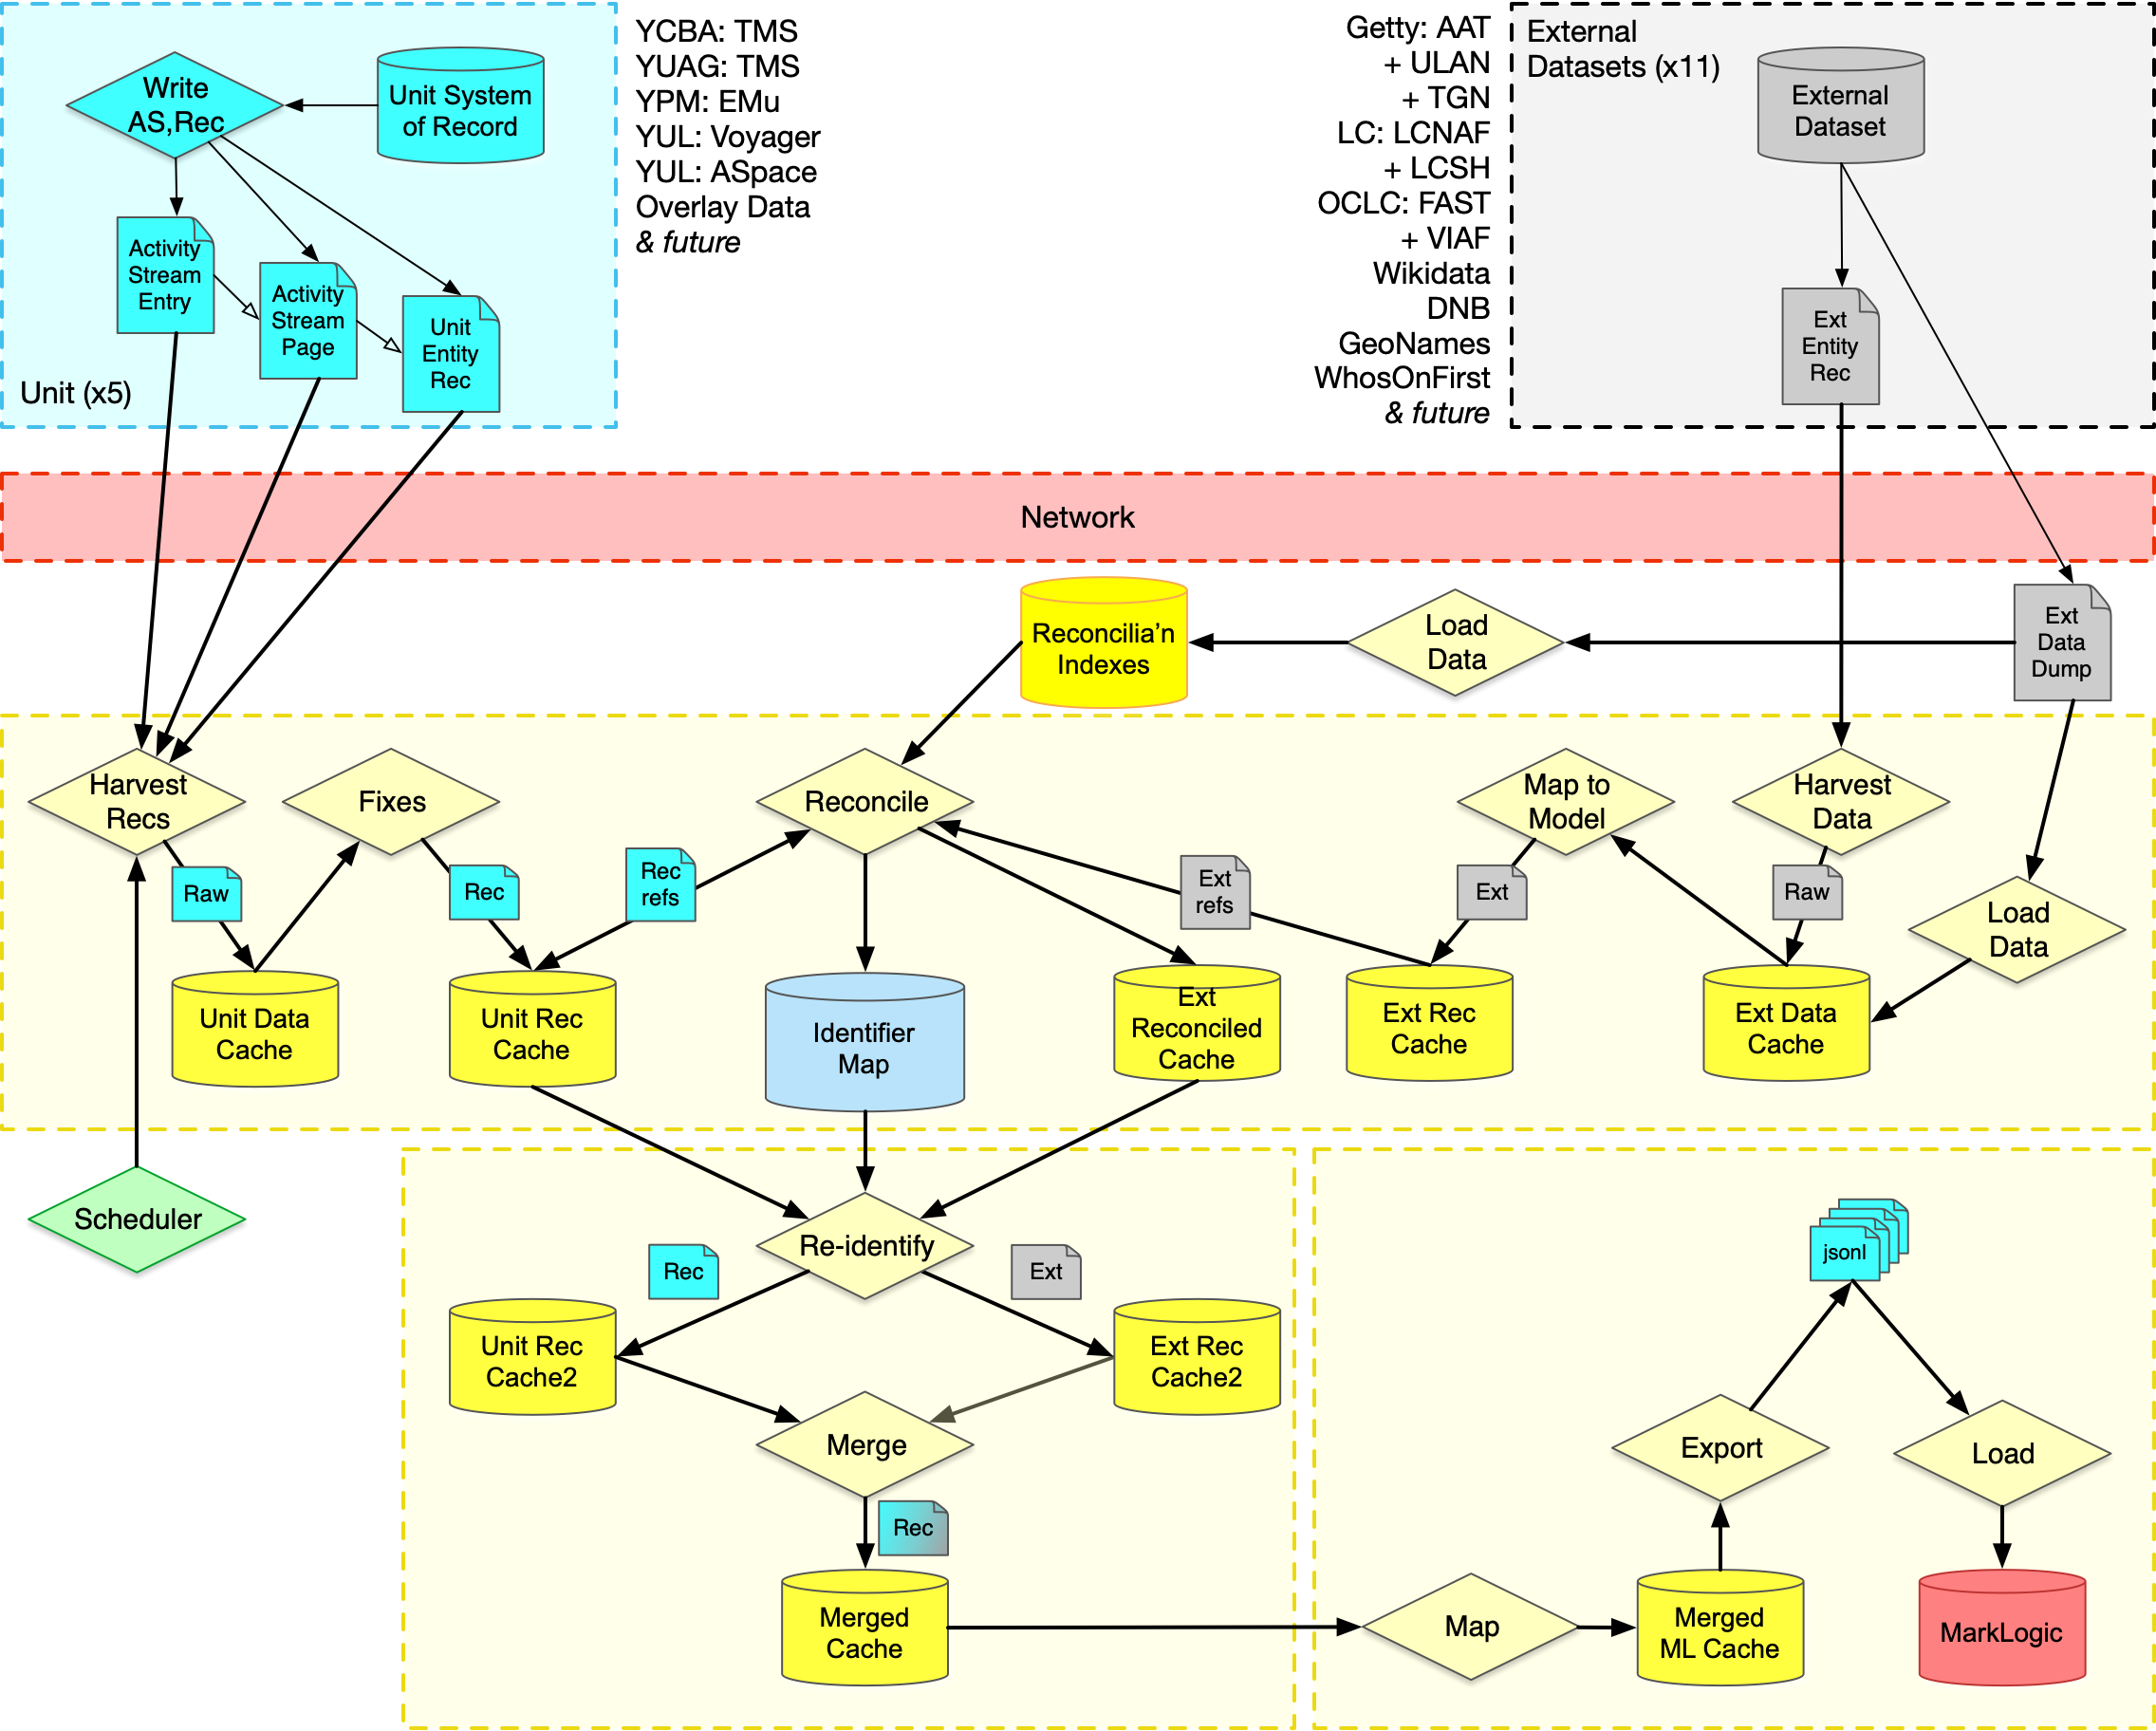 Write
AS,Rec
Unit System
of Record
Activity
Stream
Entry
Activity
Stream
Page
Unit
Entity
Rec
Unit (x5)
YCBA: TMS
YUAG: TMS
YPM: EMu
YUL: Voyager
YUL: ASpace
Overlay Data
& future
Getty: AAT
+ ULAN
+ TGN
LC: LCNAF
+ LCSH
OCLC: FAST
+ VIAF
Wikidata
DNB
GeoNames
WhosOnFirst
& future
External
Datasets (x11)
External
Dataset
Ext
Entity
Rec
Network
Reconcilia’n
Indexes
Load
Data
Ext
Data
Dump
Harvest
Recs
Fixes
Reconcile
Map to
Model
Harvest
Data
Raw
Rec
Rec
refs
Ext
refs
Ext
Raw
Load
Data
Unit Data
Cache
Unit Rec
Cache
Identifier
Map
Ext
Reconciled
Cache
Ext Rec
Cache
Ext Data
Cache
Scheduler
Re-identify
Rec
Ext
Unit Rec
Cache2
Ext Rec
Cache2
Merge
Rec
Merged
Cache
jsonl
Export
Load
Map
Merged
ML Cache
MarkLogic